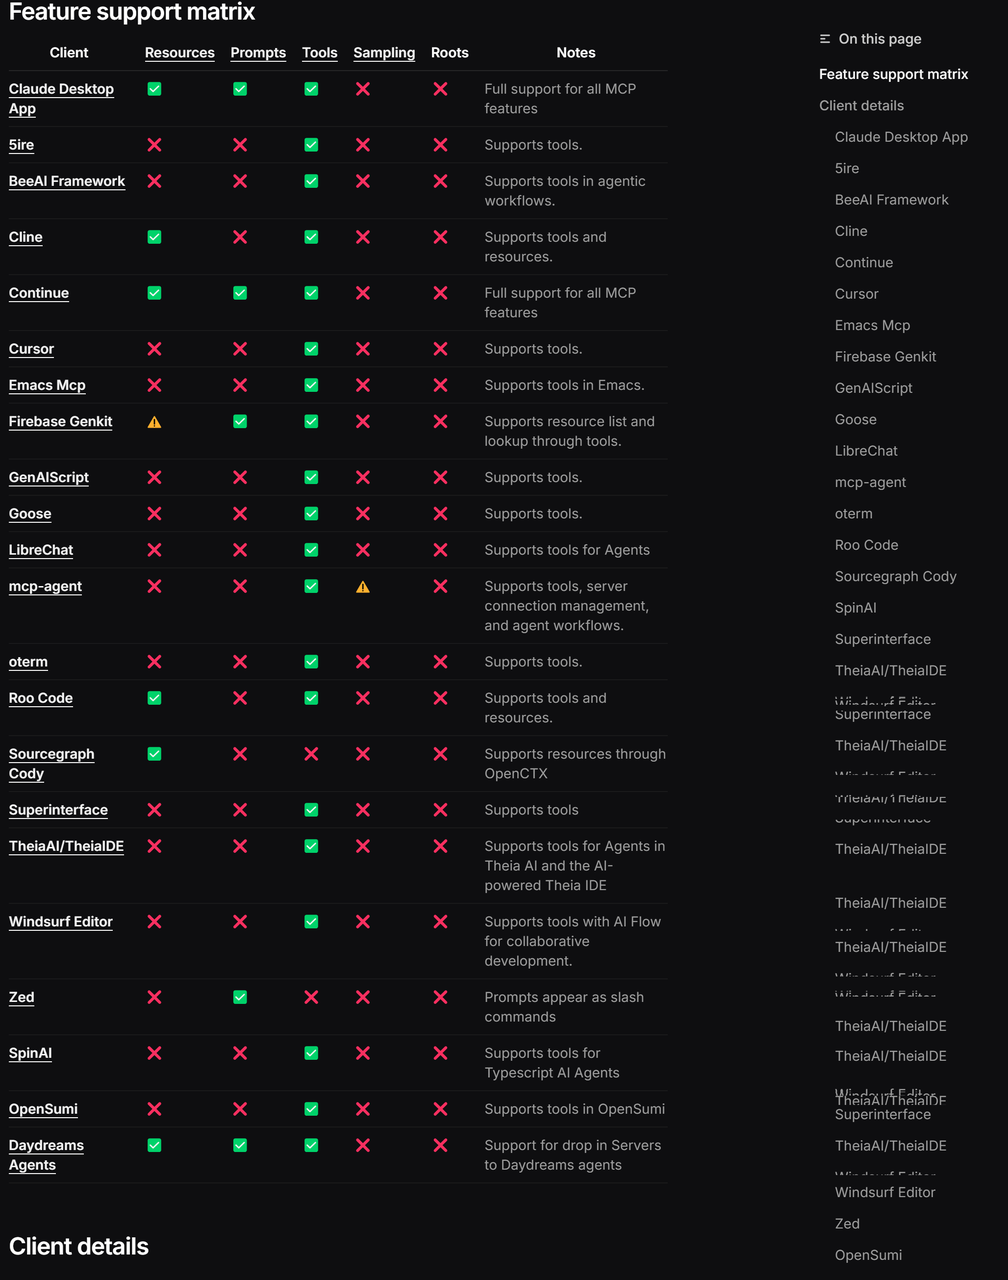 Feature support matrix
Client Resources Prompts Tools Sampling Roots Notes
Claude Desktop App ✅ ✅ ✅ ❌ ❌ Full support for all MCP features
5ire ❌ ❌ ✅ ❌ ❌ Supports tools.
BeeAI Framework ❌ ❌ ✅ ❌ ❌ Supports tools in agentic workflows.
Cline ✅ ❌ ✅ ❌ ❌ Supports tools and resources.
Continue ✅ ✅ ✅ ❌ ❌ Full support for all MCP features
Cursor ❌ ❌ ✅ ❌ ❌ Supports tools.
Emacs Mcp ❌ ❌ ✅ ❌ ❌ Supports tools in Emacs.
Firebase Genkit ⚠️ ✅ ✅ ❌ ❌ Supports resource list and lookup through tools.
GenAIScript ❌ ❌ ✅ ❌ ❌ Supports tools.
Goose ❌ ❌ ✅ ❌ ❌ Supports tools.
LibreChat ❌ ❌ ✅ ❌ ❌ Supports tools for Agents
mcp-agent ❌ ❌ ✅ ⚠️ ❌ Supports tools, server connection management, and agent workflows.
oterm ❌ ❌ ✅ ❌ ❌ Supports tools.
Roo Code ✅ ❌ ✅ ❌ ❌ Supports tools and resources.
Sourcegraph Cody ✅ ❌ ❌ ❌ ❌ Supports resources through OpenCTX
Superinterface ❌ ❌ ✅ ❌ ❌ Supports tools
TheiaAI/TheiaIDE ❌ ❌ ✅ ❌ ❌ Supports tools for Agents in Theia AI and the AI-powered Theia IDE
Windsurf Editor ❌ ❌ ✅ ❌ ❌ Supports tools with AI Flow for collaborative development.
Zed ❌ ✅ ❌ ❌ ❌ Prompts appear as slash commands
SpinAI ❌ ❌ ✅ ❌ ❌ Supports tools for Typescript AI Agents
OpenSumi ❌ ❌ ✅ ❌ ❌ Supports tools in OpenSumi
Daydreams Agents ✅ ✅ ✅ ❌ ❌ Support for drop in Servers to Daydreams agents
Client details
On this page
Feature support matrix
Client details
Claude Desktop App
5ire
BeeAI Framework
Cline
Continue
Cursor
Emacs Mcp
Firebase Genkit
GenAIScript
Goose
LibreChat
mcp-agent
oterm
Roo Code
Sourcegraph Cody
SpinAI
Superinterface
TheiaAI/TheiaIDE
Superinterface
TheiaAI/TheiaIDE
TheiaAI/TheiaIDE
TheiaAI/TheiaIDE
TheiaAI/TheiaIDE
TheiaAI/TheiaIDE
TheiaAI/TheiaIDE
Superinterface
TheiaAI/TheiaIDE
Windsurf Editor
Zed
OpenSumi